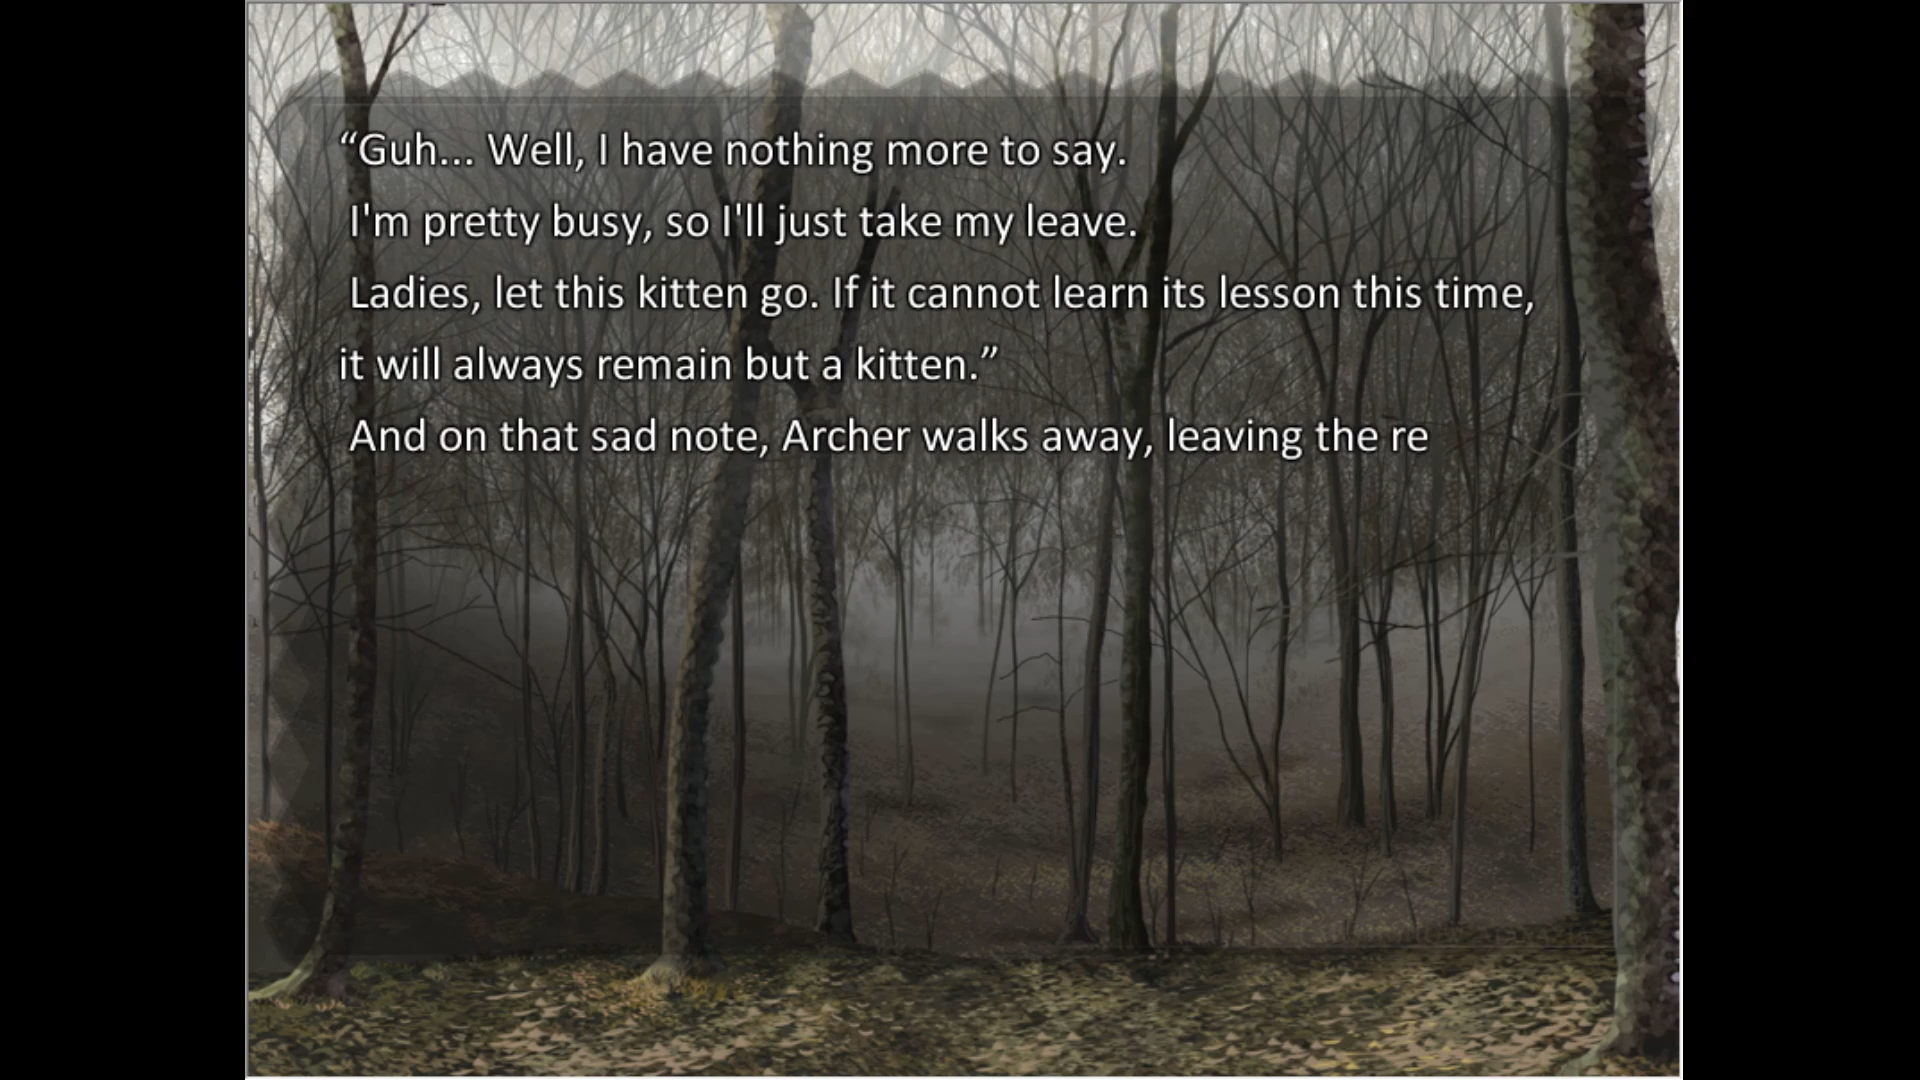 “Guh... Well, I have nothing more to say.
I'm pretty busy, so I'll just take my leave.
Ladies, let this kitten go. If it cannot learn its lesson this time,
it will always remain but a kitten.”
And on that sad note, Archer walks away, leaving the re